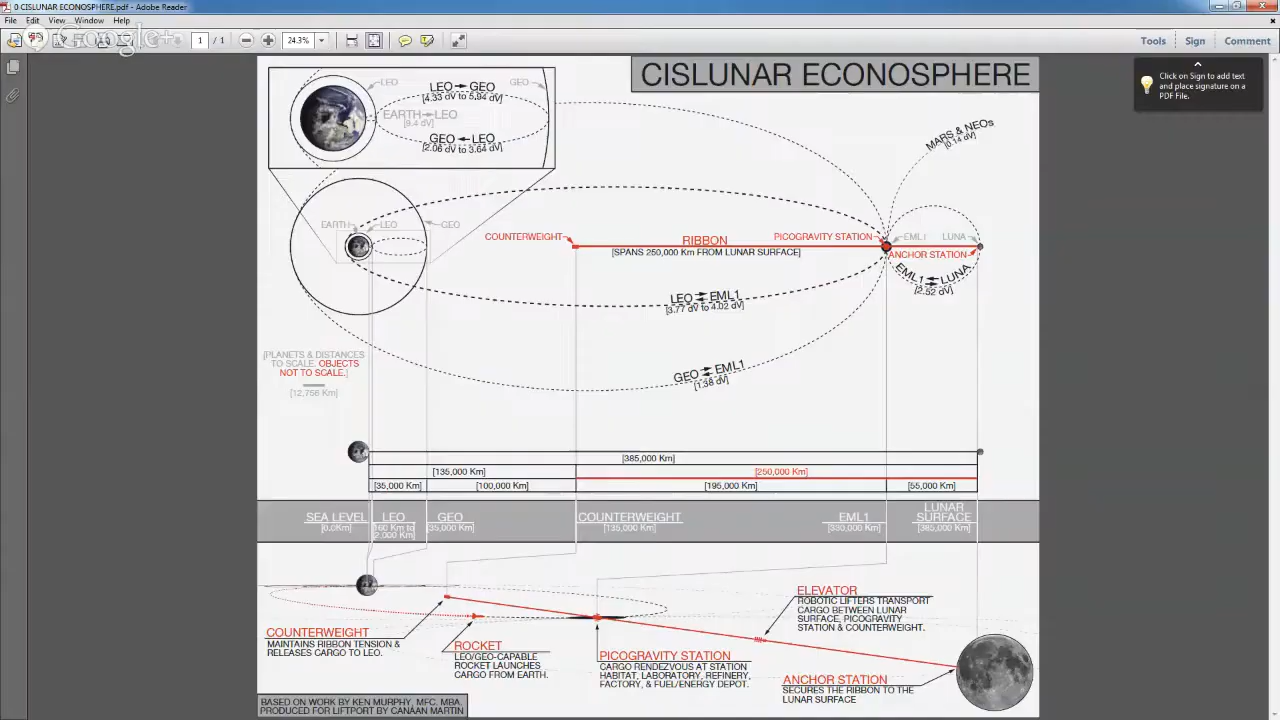 0 CISLUNAR ECONOSPHERE.pdf - Adobe Reader
File Edit View Window Help
Google+
1 / 1 24.3% Tools Sign Comment
Click on Sign to add text
and place signature on a
PDF File.
CISLUNAR ECONOSPHERE
LEO
LEO GEO
[4.33 dV to 5.94 dV]
GEO
EARTH LEO
[9.4 dV]
GEO LEO
[2.06 dV to 3.64 dV]
MARS & NEOs
[0.14 dV]
EARTH
LEO
GEO
COUNTERWEIGHT
RIBBON
[SPANS 250,000 Km FROM LUNAR SURFACE]
PICOGRAVITY STATION
EML1
LUNA
ANCHOR STATION
EML1 LUNA
[2.52 dV]
LEO EML1
[3.77 dV to 4.02 dV]
GEO EML1
[1.38 dV]
[PLANETS & DISTANCES
TO SCALE. OBJECTS
NOT TO SCALE.]
[12,756 Km]
[385,000 Km]
[135,000 Km] [250,000 Km]
[35,000 Km] [100,000 Km] [195,000 Km] [55,000 Km]
SEA LEVEL
[0.0Km]
LEO
[160 Km to
2,000 Km]
GEO
[35,000 Km]
COUNTERWEIGHT
[135,000 Km]
EML1
[330,000 Km]
LUNAR
SURFACE
[385,000 Km]
COUNTERWEIGHT
MAINTAINS RIBBON TENSION &
RELEASES CARGO TO LEO.
ROCKET
LEO/GEO-CAPABLE
ROCKET LAUNCHES
CARGO FROM EARTH.
PICOGRAVITY STATION
CARGO RENDEZVOUS AT STATION
HABITAT, LABORATORY, REFINERY,
FACTORY, & FUEL/ENERGY DEPOT.
ELEVATOR
ROBOTIC LIFTERS TRANSPORT
CARGO BETWEEN LUNAR
SURFACE, PICOGRAVITY
STATION & COUNTERWEIGHT.
ANCHOR STATION
SECURES THE RIBBON TO THE
LUNAR SURFACE
BASED ON WORK BY KEN MURPHY, MFC, MBA.
PRODUCED FOR LIFTPORT BY CANAAN MARTIN